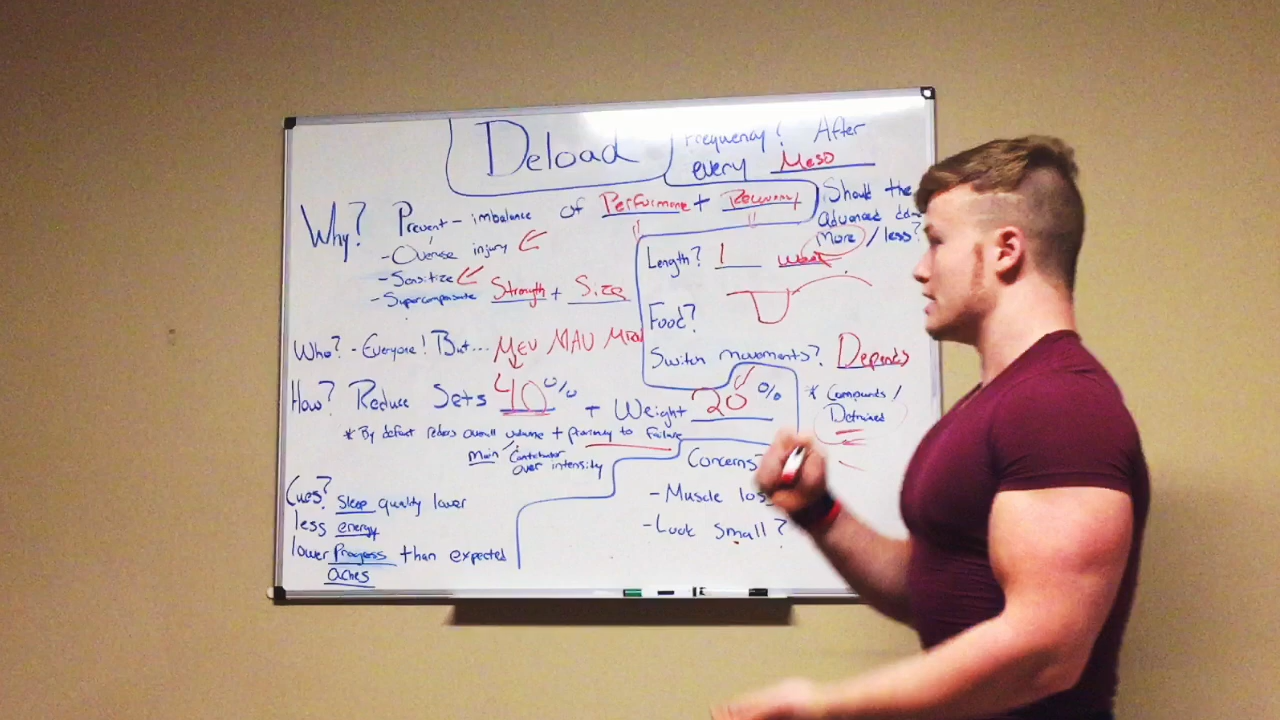 Deload
Frequency? After
every Meso
Why? Prevent - imbalance of Performance + Recovery
- Overuse injury
- Sensitize
- Supercompensate Strength + Size
Should the
advanced
More / less?
Length? 1 week
Food?
Switch movements? Depends
* Compounds /
Detrained
Who? - Everyone! But... MEV MAV
How? Reduce Sets 40% + Weight 20%
* By default reduces overall volume + proximity to failure
Main Contributor
over intensity
Cues? sleep quality lower
less energy
lower Progress than expected
aches
Concerns?
- Muscle loss
- Look small?